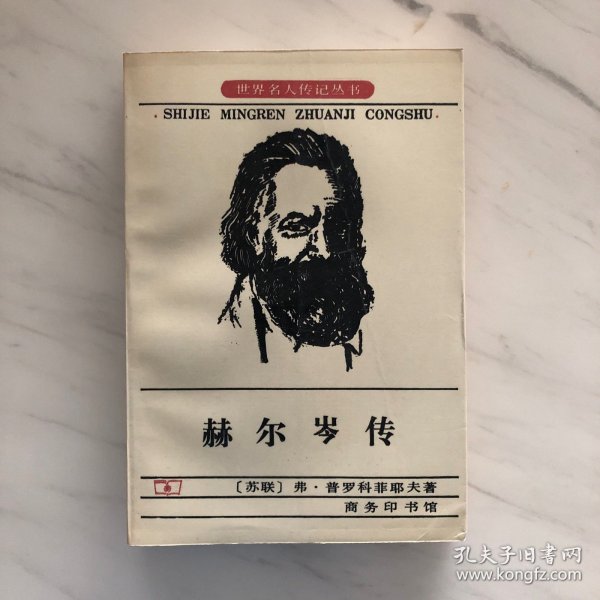 世界名人传记丛书
·SHIJIE MINGREN ZHUANJI CONGSHU·
赫尔岑传
〔苏联〕弗·普罗科菲耶夫著
商务印书馆
孔夫子旧书网
www.kongfz.com